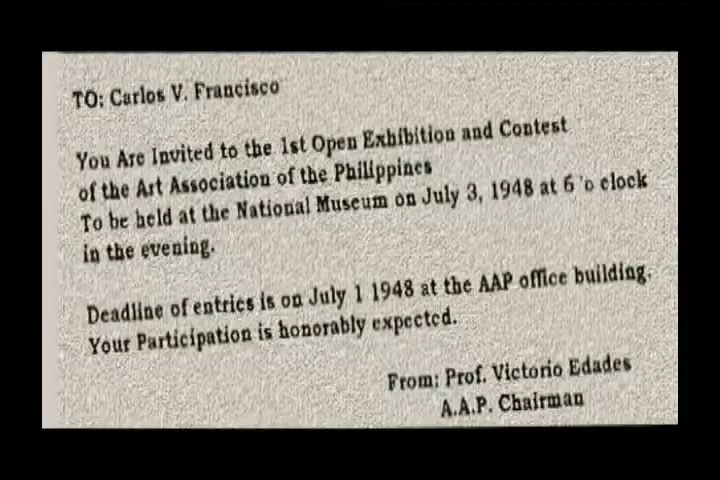 TO: Carlos V. Francisco
You Are Invited to the 1st Open Exhibition and Contest
of the Art Association of the Philippines
To be held at the National Museum on July 3, 1948 at 6 'o clock
in the evening.
Deadline of entries is on July 1 1948 at the AAP office building.
Your Participation is honorably expected.
From: Prof. Victorio Edades
A.A.P. Chairman